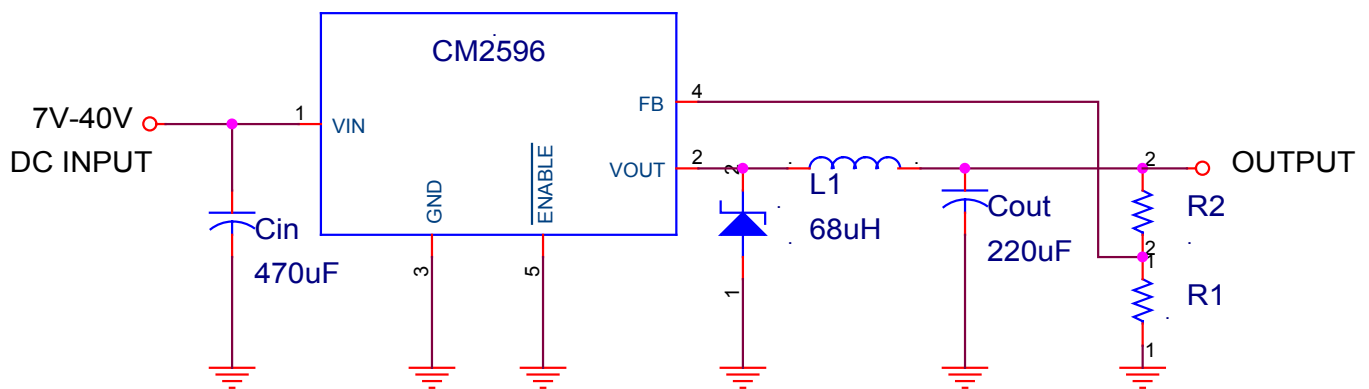 CM2596
7V-40V
DC INPUT
1
VIN
FB
4
VOUT
2
GND
3
ENABLE
5
Cin
470uF
2
1
L1
68uH
Cout
220uF
2
OUTPUT
R2
2
1
R1
1